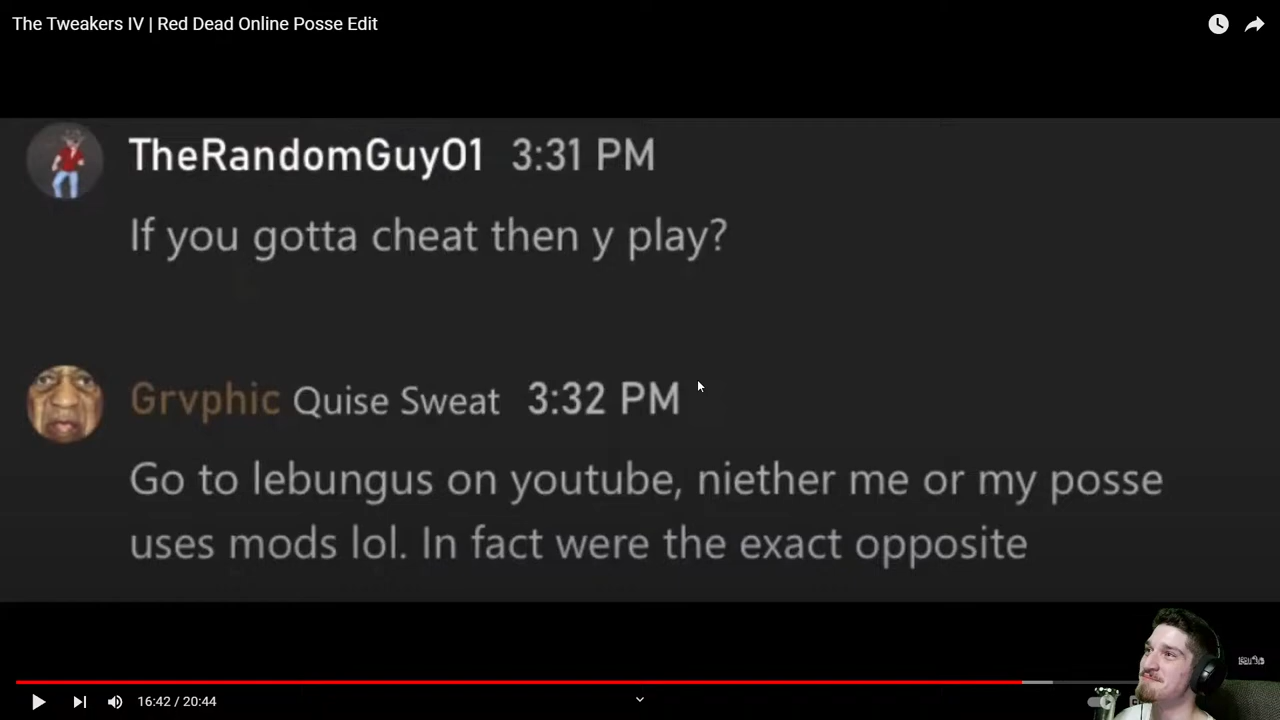 The Tweakers IV | Red Dead Online Posse Edit
TheRandomGuy01 3:31 PM
If you gotta cheat then y play?
Grvphic Quise Sweat 3:32 PM
Go to lebungus on youtube, niether me or my posse
uses mods lol. In fact were the exact opposite
16:42 / 20:44